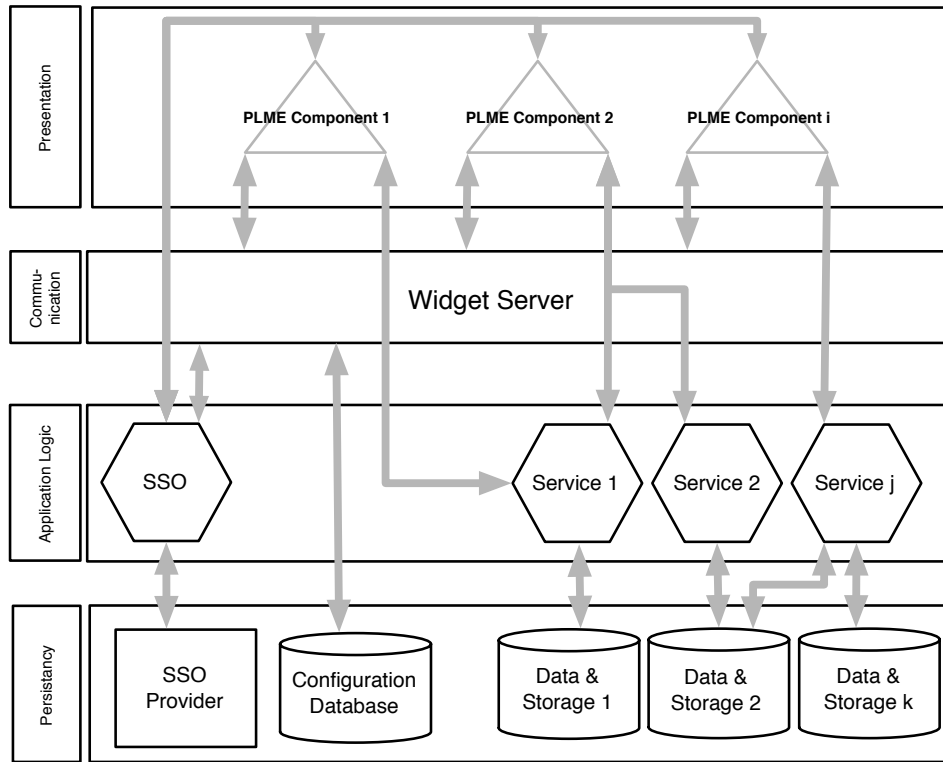 Presentation
PLME Component 1
PLME Component 2
PLME Component i
Commu-
nication
Widget Server
Application Logic
SSO
Service 1
Service 2
Service j
Persistancy
SSO
Provider
Configuration
Database
Data &
Storage 1
Data &
Storage 2
Data &
Storage k